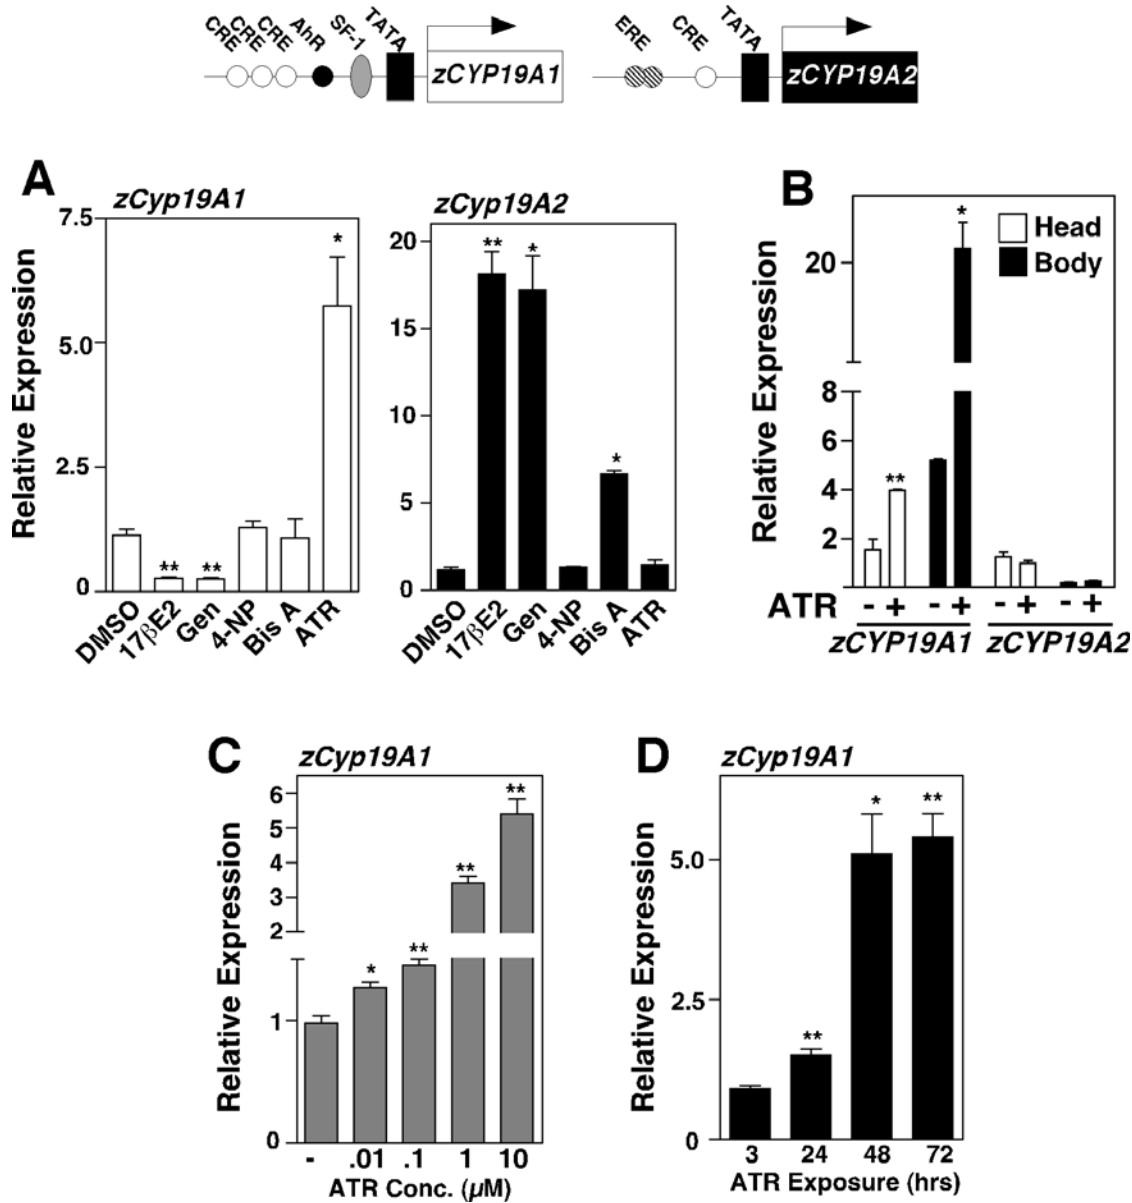 CRE CRE CRE AhR SF-1 TATA
zCYP19A1
ERE CRE TATA
zCYP19A2
A
zCyp19A1
Relative Expression
7.5
5.0
2.5
0
*
**
**
DMSO 17βE2 Gen 4-NP Bis A ATR
zCyp19A2
20
15
10
5
0
**
*
*
DMSO 17βE2 Gen 4-NP Bis A ATR
B
Relative Expression
Head
Body
20
8
6
4
2
*
**
ATR - + - + - + - +
zCYP19A1 zCYP19A2
C
zCyp19A1
Relative Expression
6
5
4
3
2
1
0
*
**
**
**
- .01 .1 1 10
ATR Conc. (µM)
D
zCyp19A1
Relative Expression
5.0
2.5
0
**
*
**
3 24 48 72
ATR Exposure (hrs)